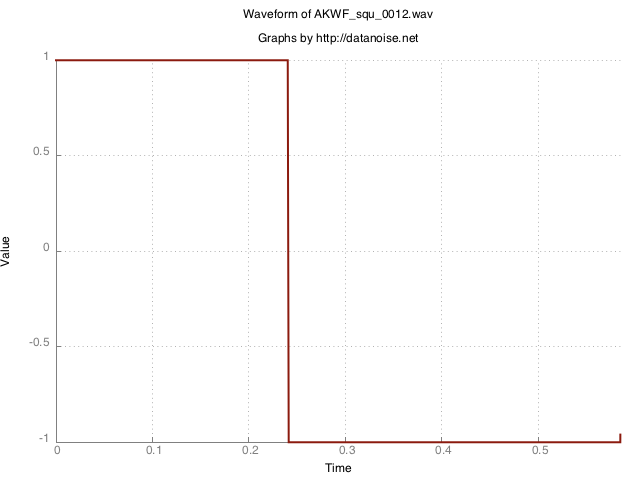 Waveform of AKWF_squ_0012.wav
Graphs by http://datanoise.net
1
0.5
0
-0.5
-1
Value
0 0.1 0.2 0.3 0.4 0.5
Time